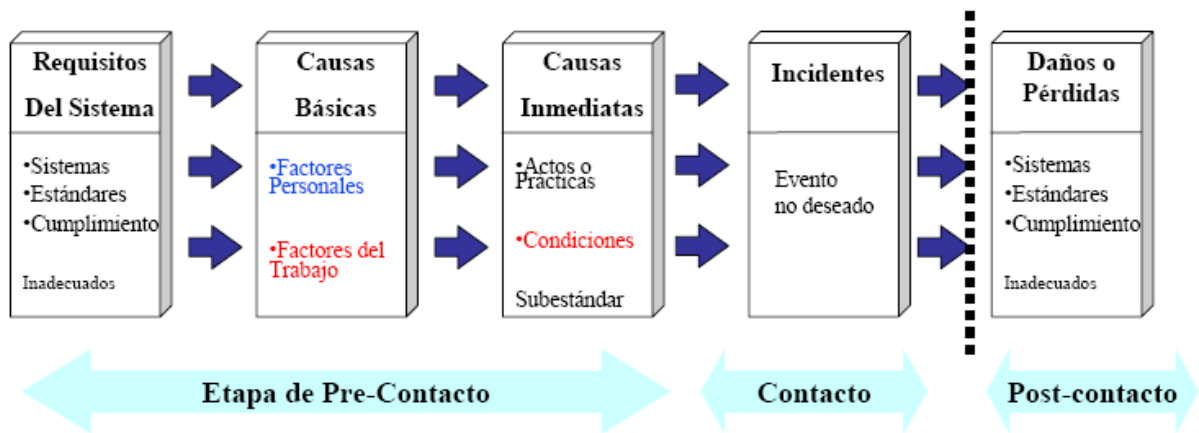 Requisitos
Del Sistema
•Sistemas
•Estándares
•Cumplimiento
Inadecuados
Causas
Básicas
•Factores
Personales
•Factores del
Trabajo
Causas
Inmediatas
•Actos o
Prácticas
•Condiciones
Subestándar
Incidentes
Evento
no deseado
Daños o
Pérdidas
•Sistemas
•Estándares
•Cumplimiento
Inadecuados
Etapa de Pre-Contacto
Contacto
Post-contacto